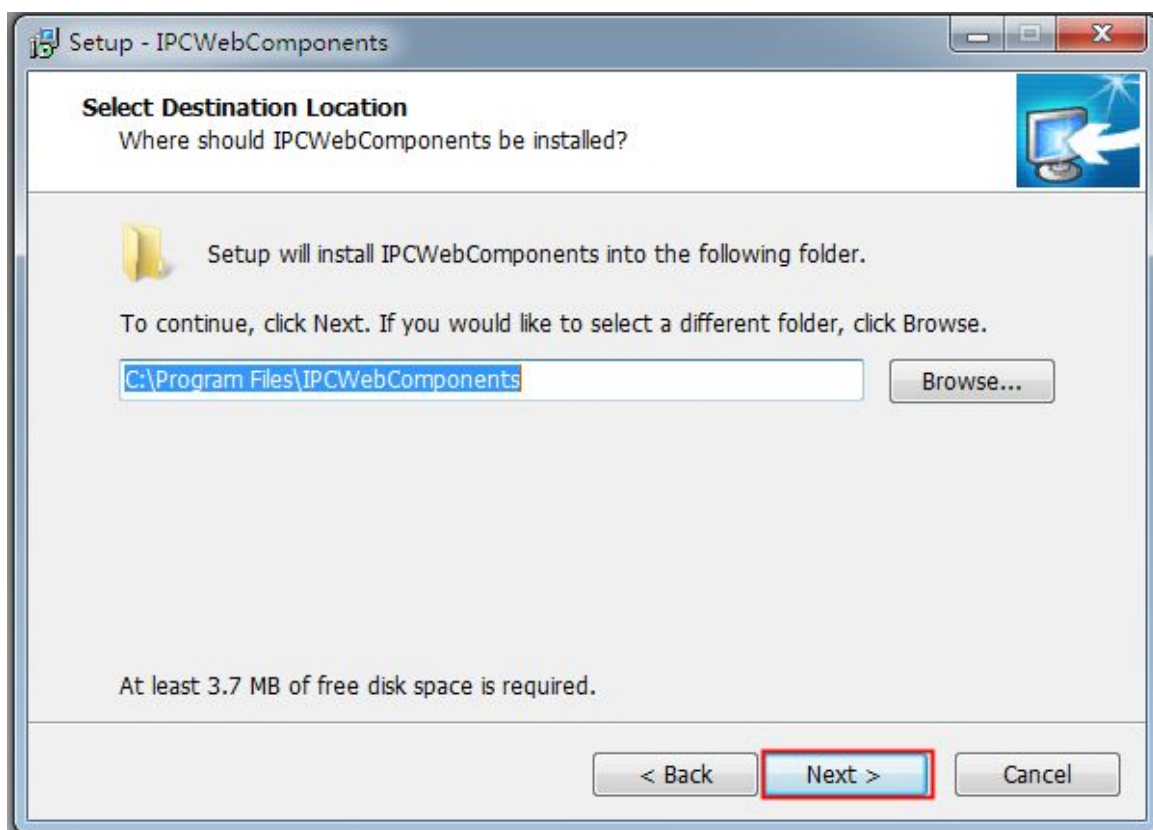 Setup - IPCWebComponents
Select Destination Location
Where should IPCWebComponents be installed?
Setup will install IPCWebComponents into the following folder.
To continue, click Next. If you would like to select a different folder, click Browse.
C:\Program Files\IPCWebComponents
Browse...
At least 3.7 MB of free disk space is required.
< Back
Next >
Cancel